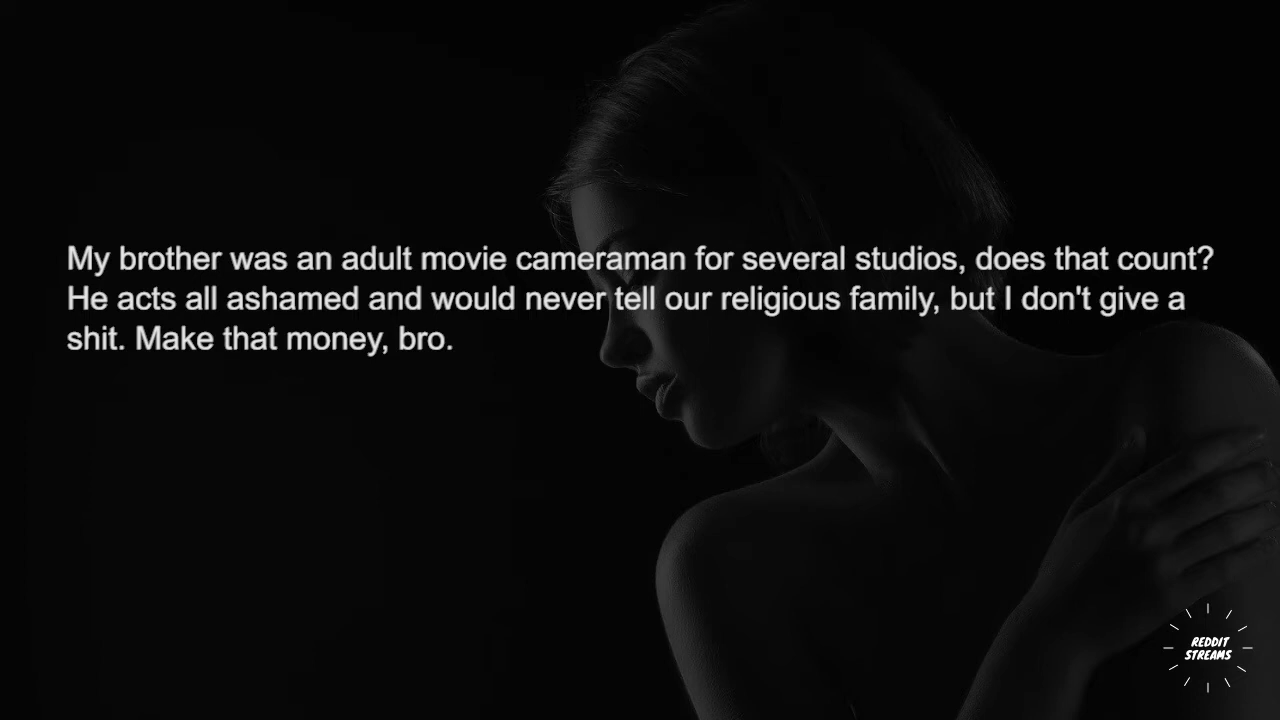 My brother was an adult movie cameraman for several studios, does that count?
He acts all ashamed and would never tell our religious family, but I don't give a
shit. Make that money, bro.
REDDIT
STREAMS